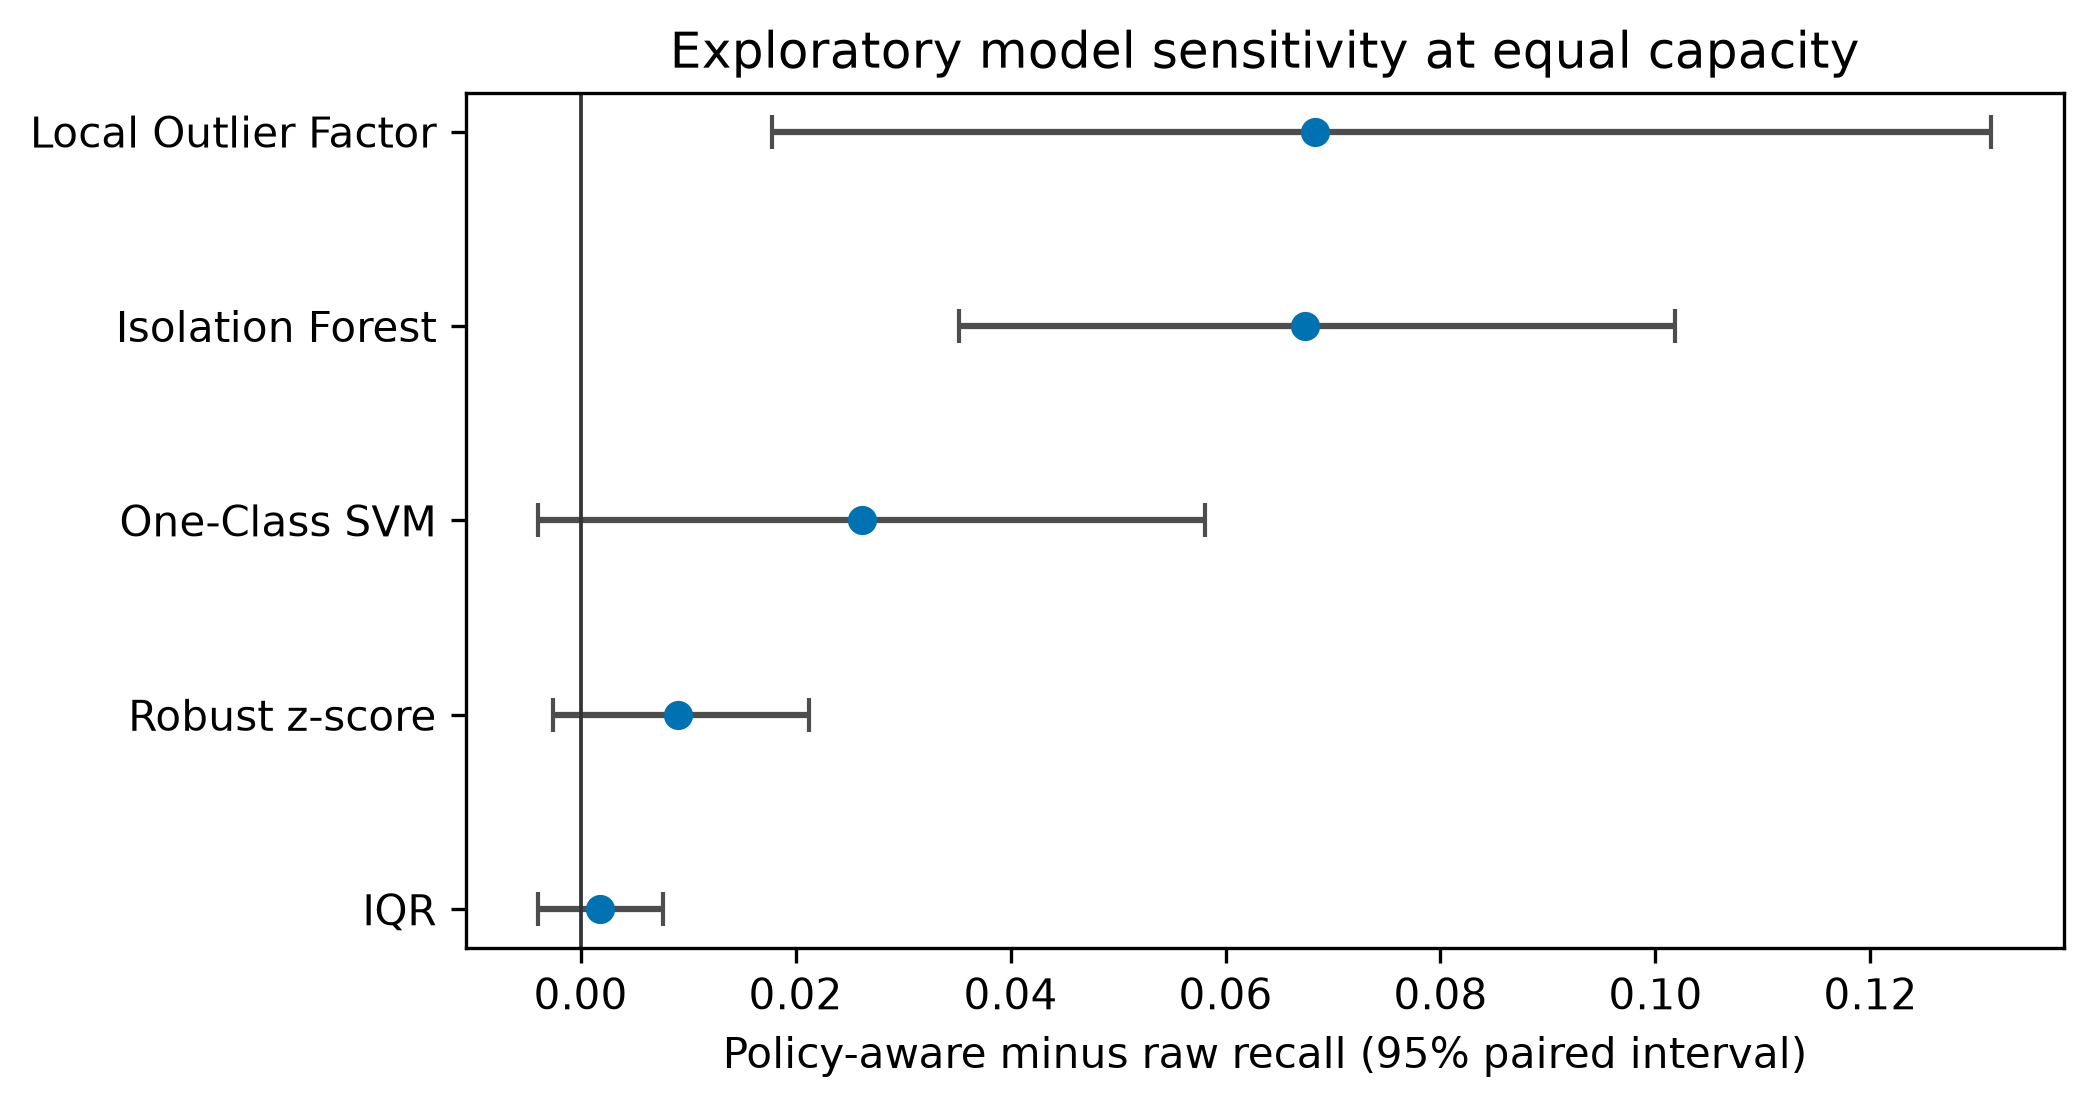 Exploratory model sensitivity at equal capacity
Local Outlier Factor
Isolation Forest
One-Class SVM
Robust z-score
IQR
0.00 0.02 0.04 0.06 0.08 0.10 0.12
Policy-aware minus raw recall (95% paired interval)